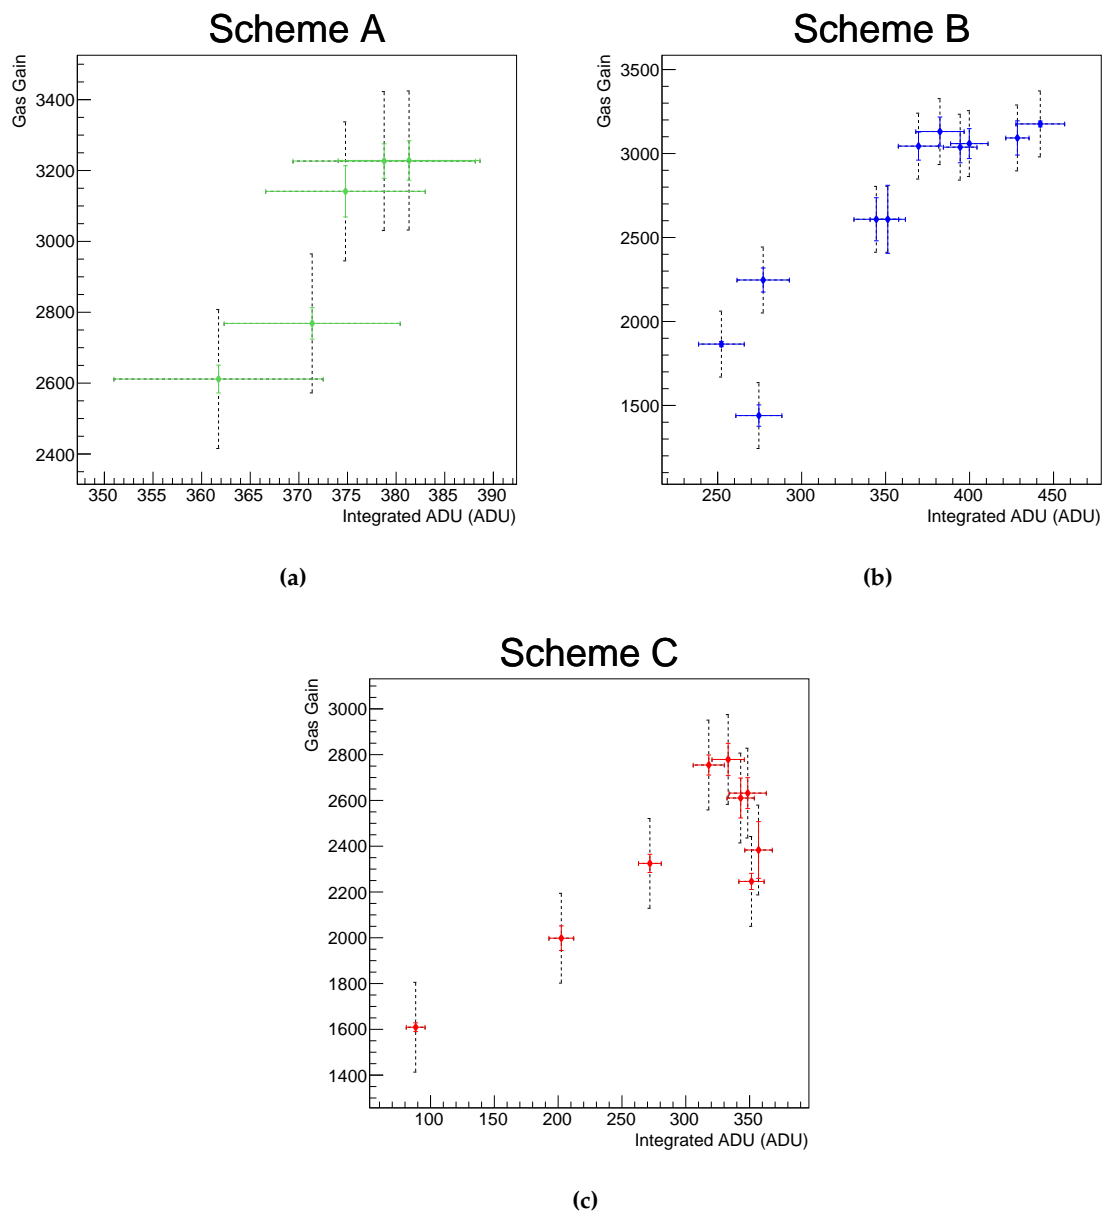 Scheme A
Gas Gain
3400
3200
3000
2800
2600
2400
350 355 360 365 370 375 380 385 390
Integrated ADU (ADU)
(a)
Scheme B
Gas Gain
3500
3000
2500
2000
1500
250 300 350 400 450
Integrated ADU (ADU)
(b)
Scheme C
Gas Gain
3000
2800
2600
2400
2200
2000
1800
1600
1400
100 150 200 250 300 350
Integrated ADU (ADU)
(c)